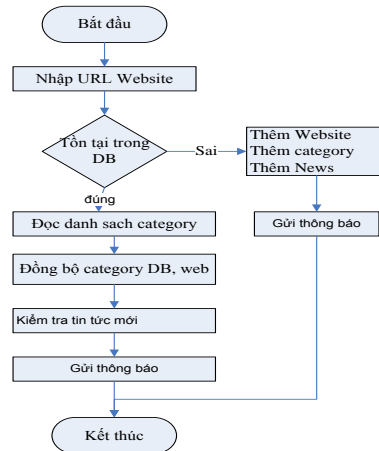 Bắt đầu
Nhập URL Website
Tồn tại trong
DB
Sai
Thêm Website
Thêm category
Thêm News
đúng
Đọc danh sach category
Gửi thông báo
Đồng bộ category DB, web
Kiểm tra tin tức mới
Gửi thông báo
Kết thúc